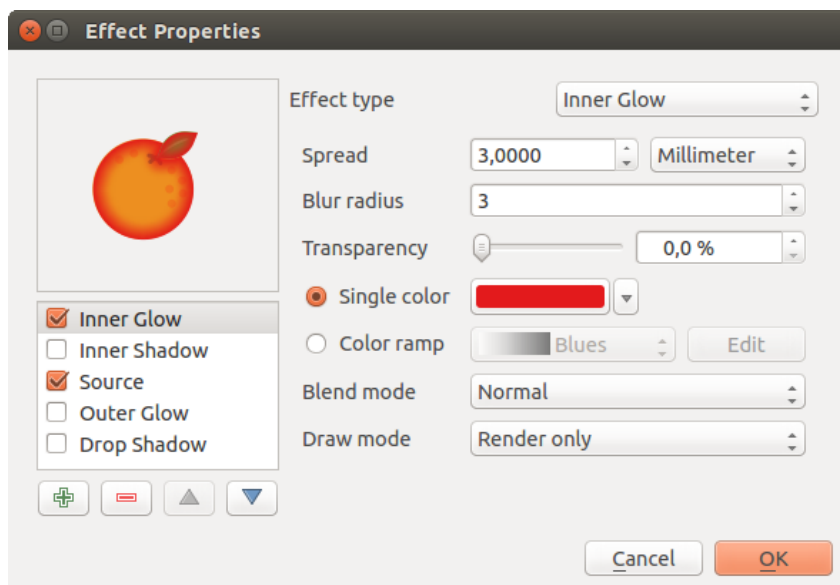 Effect Properties
Effect type Inner Glow
Spread 3,0000 Millimeter
Blur radius 3
Transparency 0,0 %
Single color
Color ramp Blues Edit
Blend mode Normal
Draw mode Render only
Inner Glow
Inner Shadow
Source
Outer Glow
Drop Shadow
Cancel OK